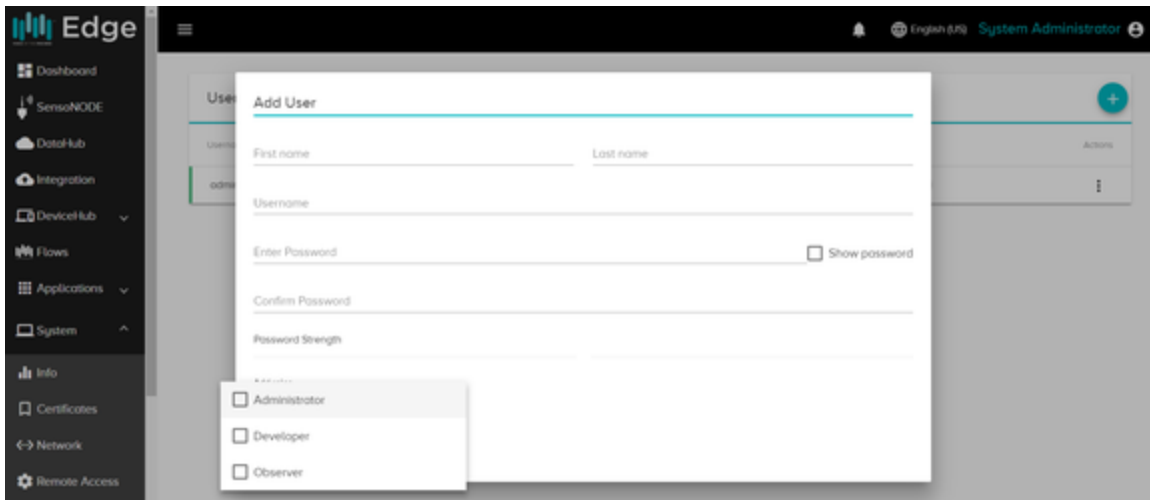 Edge
English (US) System Administrator
Dashboard
SensoNODE
DataHub
Integration
DeviceHub
Flows
Applications
System
Info
Certificates
Network
Remote Access
Add User
Actions
First name Last name
Username
Enter Password Show password
Confirm Password
Password Strength
Administrator
Developer
Observer